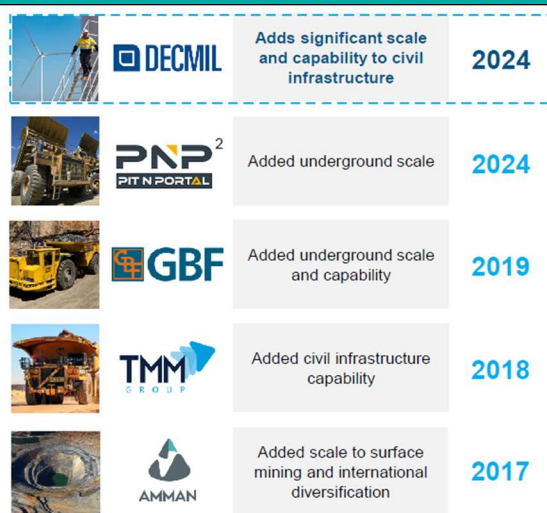 DECMIL
Adds significant scale
and capability to civil
infrastructure
2024
PNP 2
PIT N PORTAL
Added underground scale
2024
GBF
Added underground scale
and capability
2019
TMM
GROUP
Added civil infrastructure
capability
2018
AMMAN
Added scale to surface
mining and international
diversification
2017